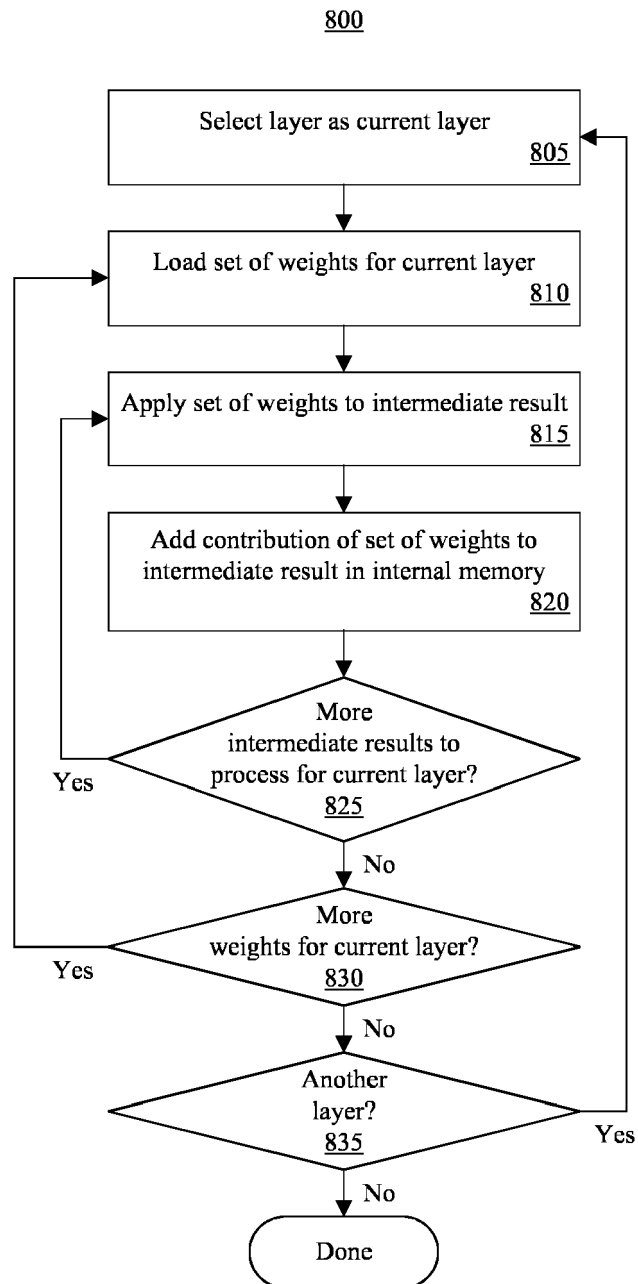 800
Select layer as current layer
805
Load set of weights for current layer
810
Apply set of weights to intermediate result
815
Add contribution of set of weights to
intermediate result in internal memory
820
More
intermediate results to
process for current layer?
825
Yes
No
More
weights for current layer?
830
Yes
No
Another
layer?
835
Yes
No
Done